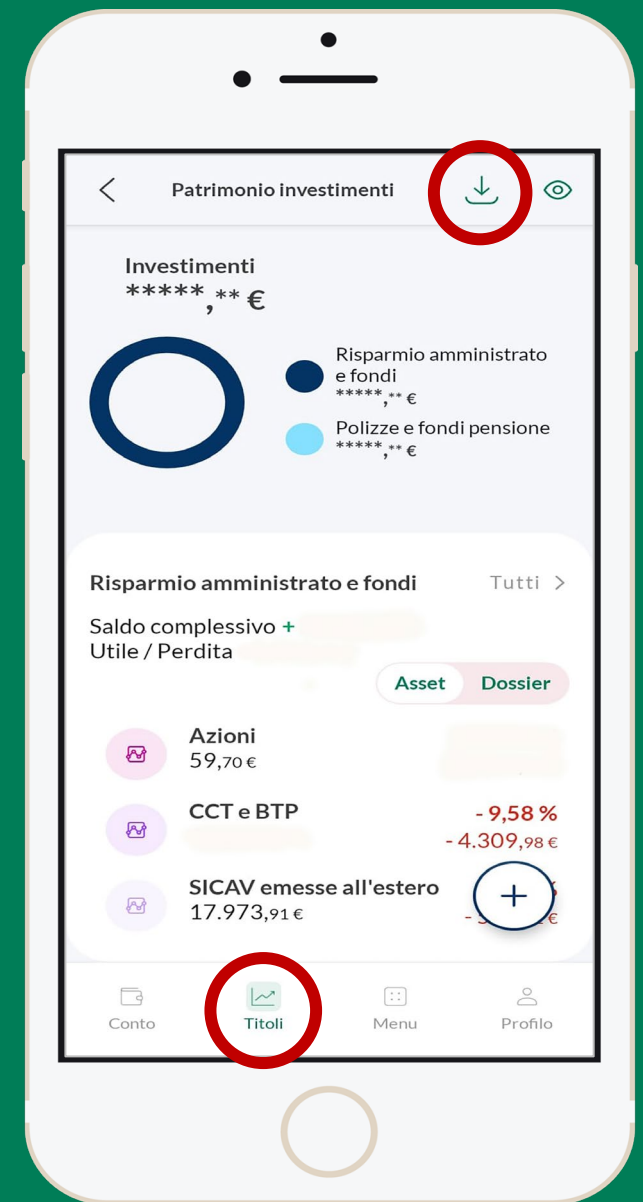 Patrimonio investimenti
Investimenti
*****,** €
Risparmio amministrato
e fondi
*****,** €
Polizze e fondi pensione
*****,** €
Risparmio amministrato e fondi Tutti >
Saldo complessivo +
Utile / Perdita
Asset Dossier
Azioni
59,70 €
CCT e BTP - 9,58 %
- 4.309,98 €
SICAV emesse all'estero %
17.973,91 € - €
Conto Titoli Menu Profilo